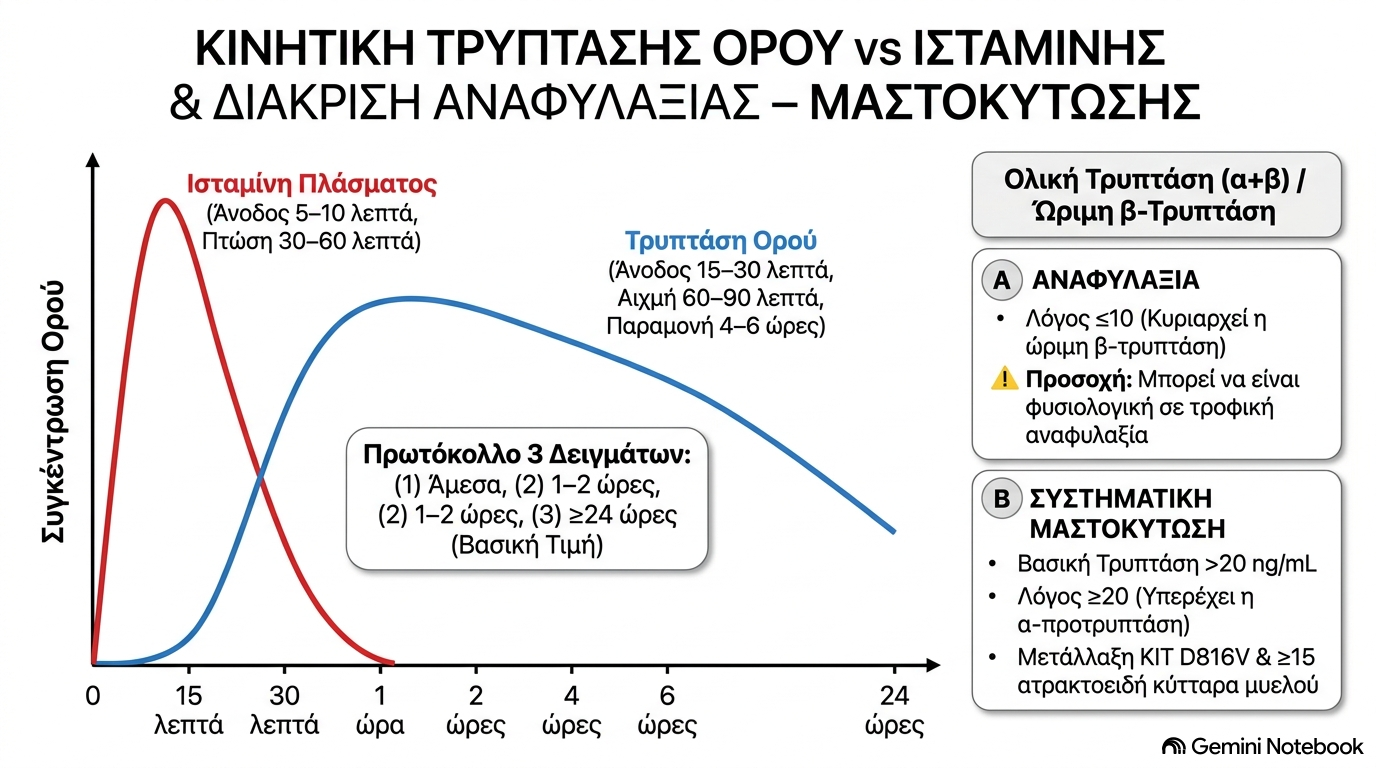 ΚΙΝΗΤΙΚΗ ΤΡΥΠΤΑΣΗΣ ΟΡΟΥ vs ΙΣΤΑΜΙΝΗΣ
& ΔΙΑΚΡΙΣΗ ΑΝΑΦΥΛΑΞΙΑΣ – ΜΑΣΤΟΚΥΤΩΣΗΣ
Συγκέντρωση Ορού
Ισταμίνη Πλάσματος
(Άνοδος 5–10 λεπτά,
Πτώση 30–60 λεπτά)
Τρυπτάση Ορού
(Άνοδος 15–30 λεπτά,
Αιχμή 60–90 λεπτά,
Παραμονή 4–6 ώρες)
Πρωτόκολλο 3 Δειγμάτων:
(1) Άμεσα, (2) 1–2 ώρες,
(2) 1–2 ώρες, (3) ≥24 ώρες
(Βασική Τιμή)
0 15 30 1 2 4 6 24
λεπτά λεπτά ώρα ώρες ώρες ώρες ώρες
Ολική Τρυπτάση (α+β) /
Ώριμη β-Τρυπτάση
A ΑΝΑΦΥΛΑΞΙΑ
• Λόγος ≤10 (Κυριαρχεί η
ώριμη β-τρυπτάση)
Προσοχή: Μπορεί να είναι
φυσιολογική σε τροφική
αναφυλαξία
B ΣΥΣΤΗΜΑΤΙΚΗ
ΜΑΣΤΟΚΥΤΩΣΗ
• Βασική Τρυπτάση >20 ng/mL
• Λόγος ≥20 (Υπερέχει η
α-προτρυπτάση)
• Μετάλλαξη KIT D816V & ≥15
ατρακτοειδή κύτταρα μυελού
Gemini Notebook